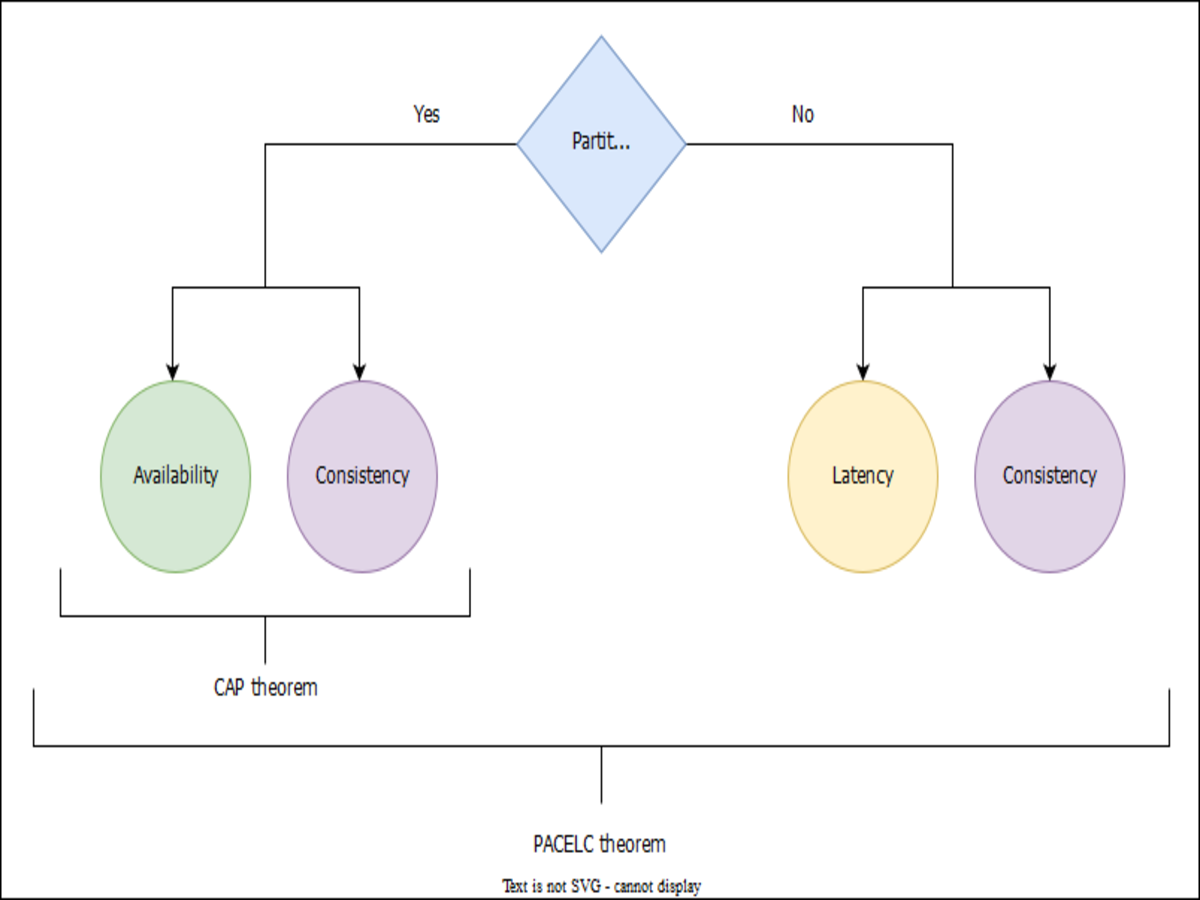 Yes
No
Partit...
Availability
Consistency
Latency
Consistency
CAP theorem
PACELC theorem
Text is not SVG - cannot display